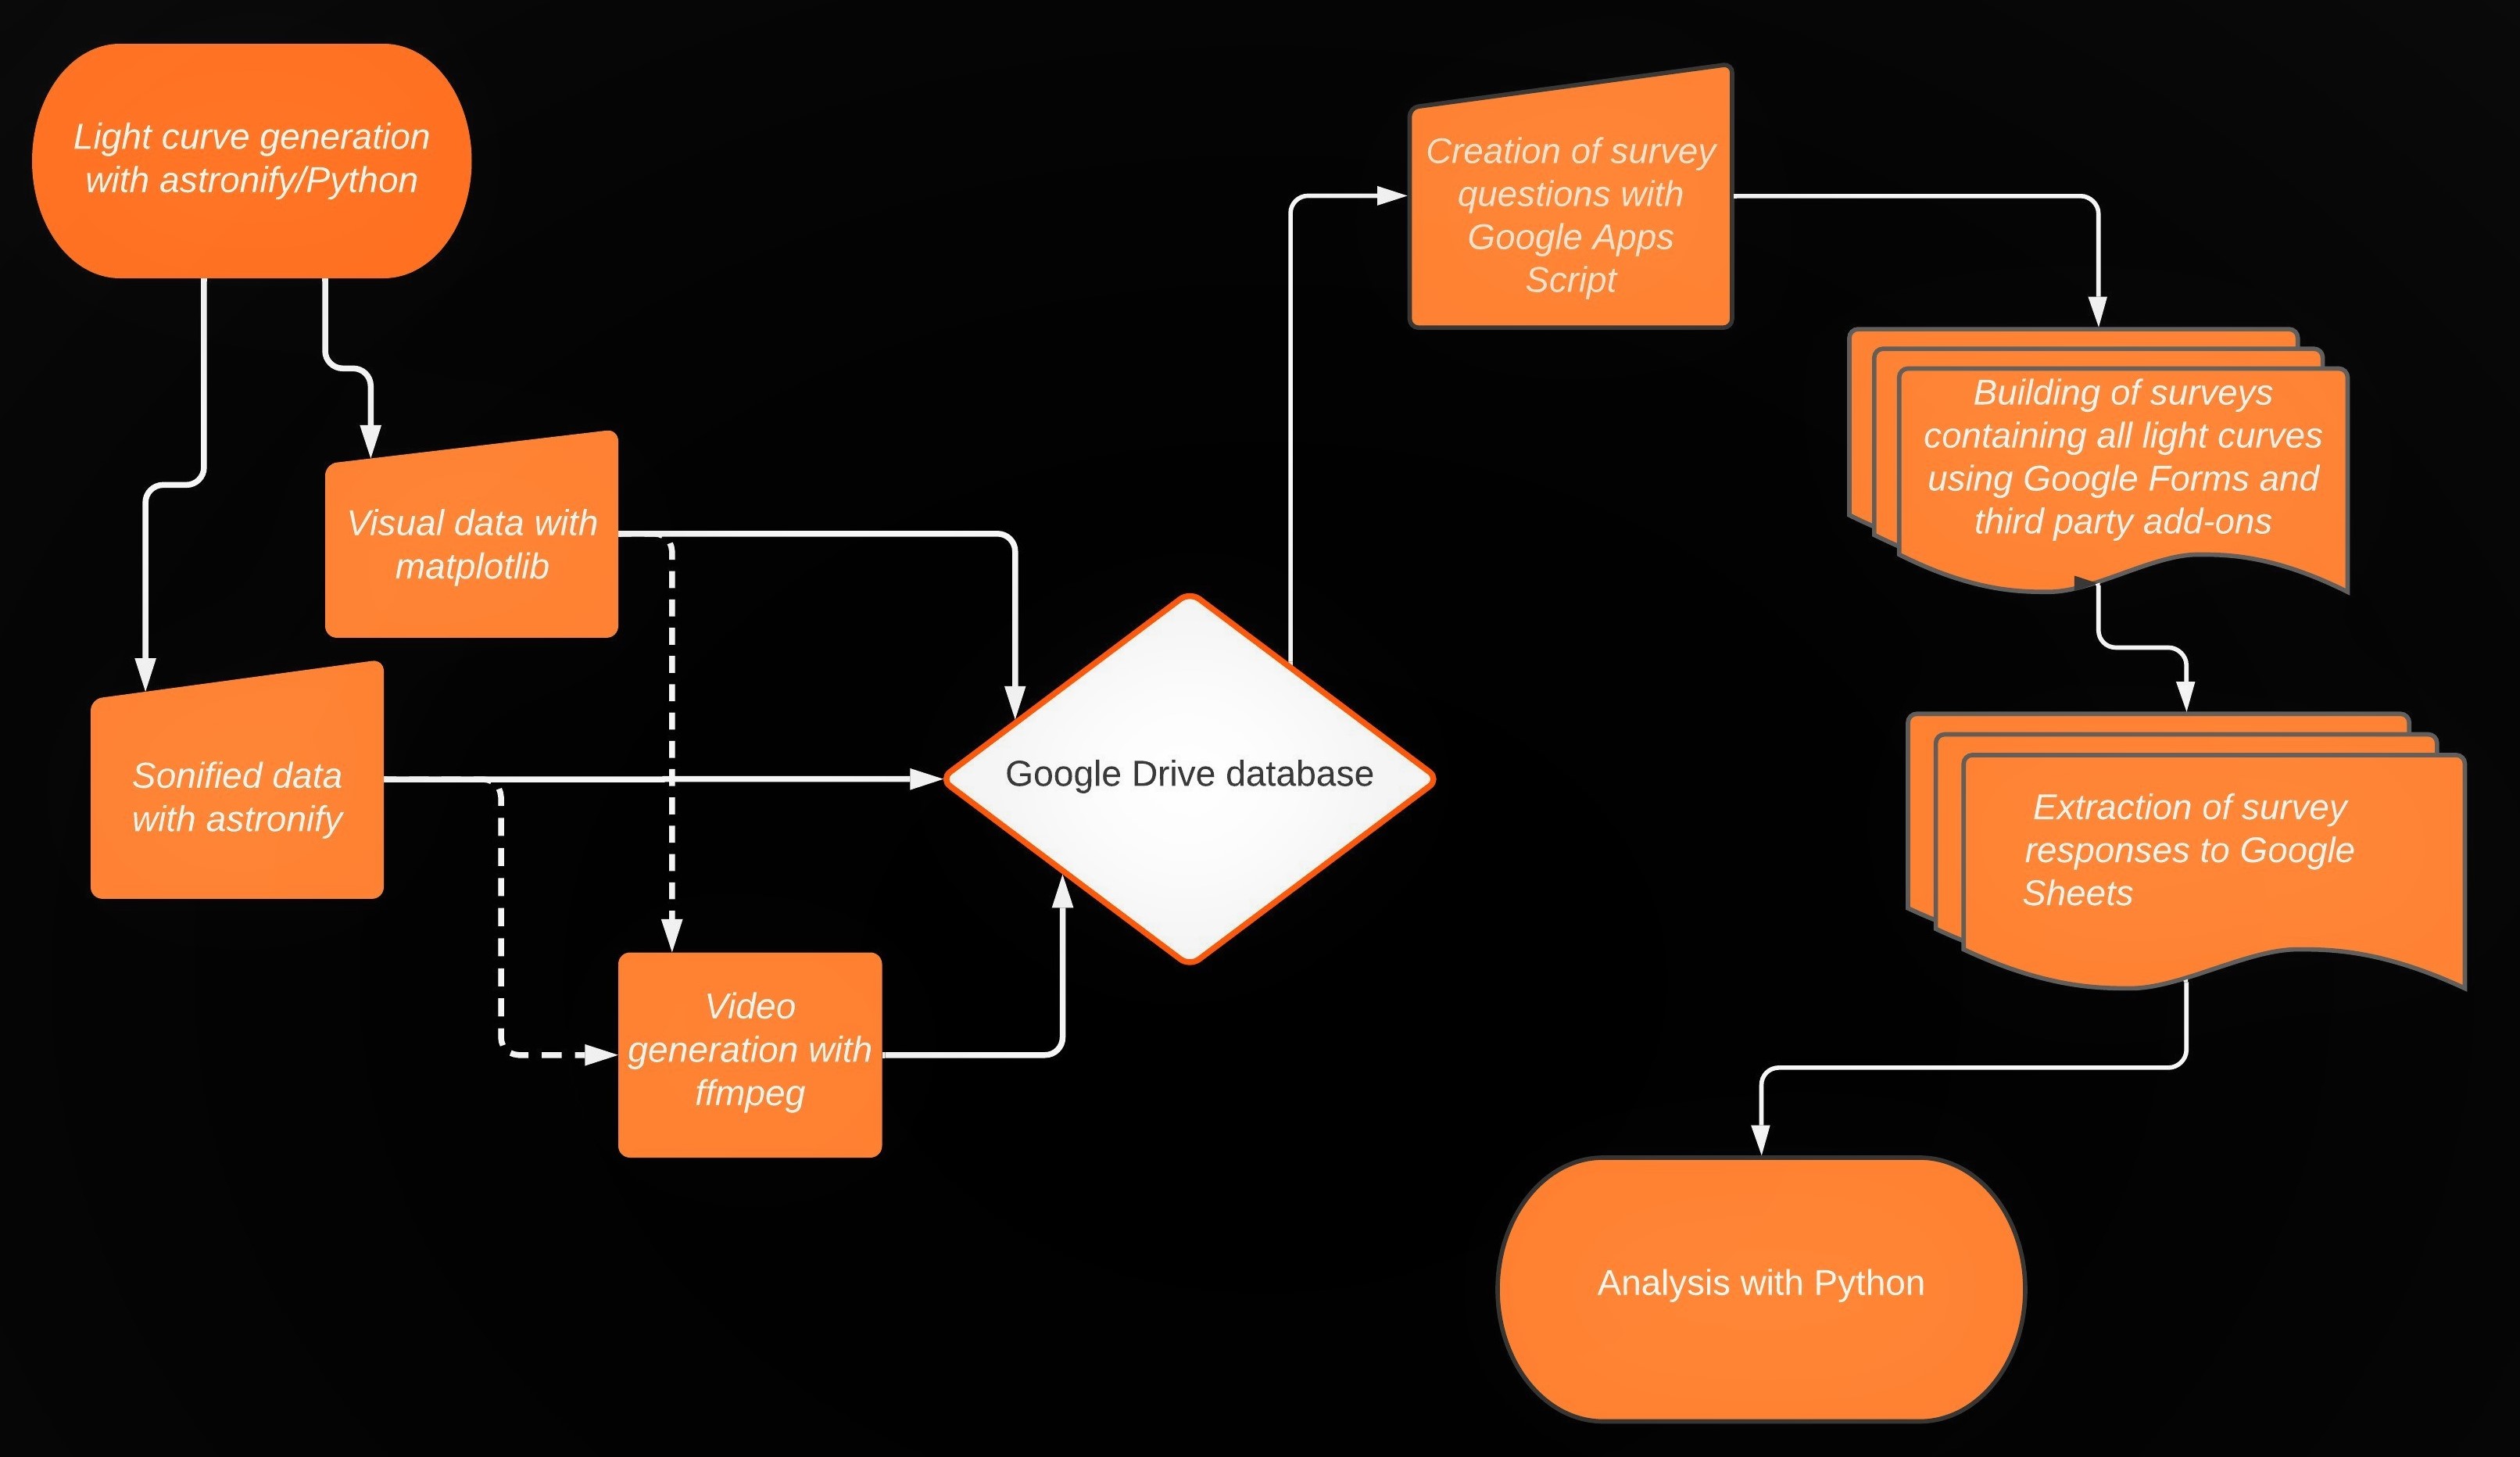 Light curve generation
with astronify/Python
Visual data with
matplotlib
Sonified data
with astronify
Video
generation with
ffmpeg
Google Drive database
Creation of survey
questions with
Google Apps
Script
Building of surveys
containing all light curves
using Google Forms and
third party add-ons
Extraction of survey
responses to Google
Sheets
Analysis with Python